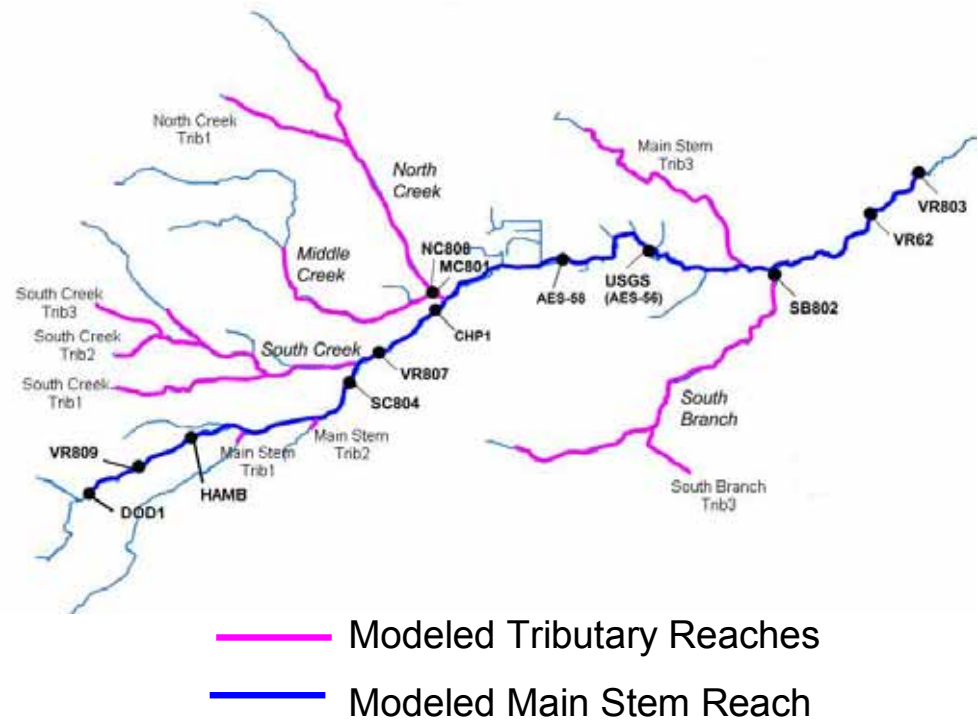 North Creek
Trib1
North
Creek
Main Stem
Trib3
VR803
VR62
NC808
MC801
Middle
Creek
USGS
(AES-56)
AES-58
SB802
South Creek
Trib3
South Creek
Trib2
South Creek
CHP1
VR807
South Creek
Trib1
SC804
South
Branch
Main Stem
Trib2
Main Stem
Trib1
VR809
HAMB
DOD1
South Branch
Trib3
Modeled Tributary Reaches
Modeled Main Stem Reach